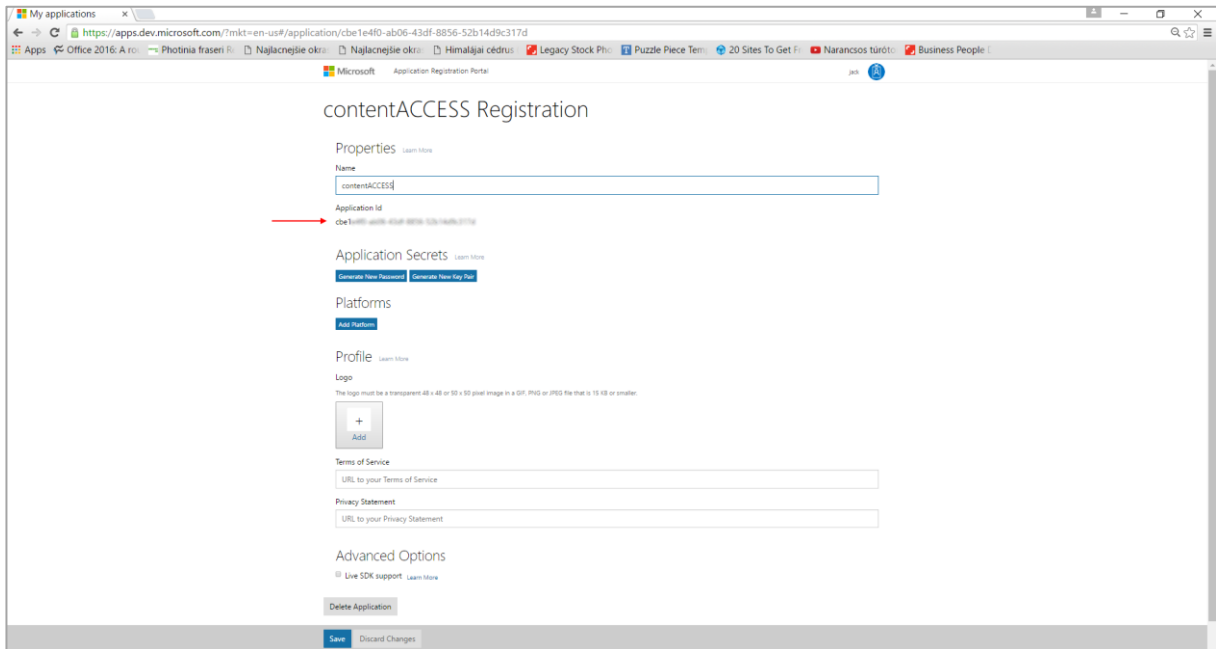 My applications
https://apps.dev.microsoft.com/?mkt=en-us#/application/cbe1e4f0-ab06-43df-8856-52b14d9c317d
Apps Office 2016: A ro Photinia fraseri R Najlacnejšie okra Najlacnejšie okra Himalájai cédrus Legacy Stock Pho Puzzle Piece Tem 20 Sites To Get Fr Narancsos túróto Business People
Microsoft Application Registration Portal jack
contentACCESS Registration
Properties Learn More
Name
contentACCESS
Application Id
cbe1
Application Secrets Learn More
Generate New Password Generate New Key Pair
Platforms
Add Platform
Profile Learn More
Logo
The logo must be a transparent 48 x 48 or 50 x 50 pixel image in a GIF, PNG or JPEG file that is 15 KB or smaller.
+
Add
Terms of Service
URL to your Terms of Service
Privacy Statement
URL to your Privacy Statement
Advanced Options
Live SDK support Learn More
Delete Application
Save Discard Changes